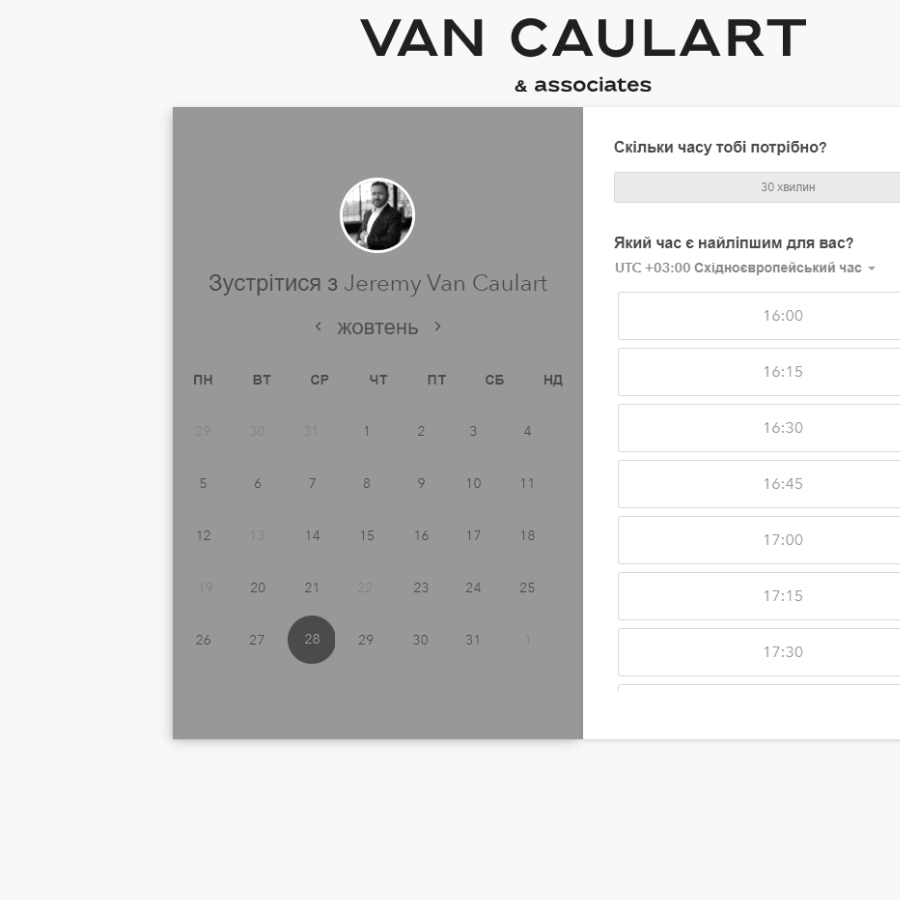 VAN CAULART
& associates
Зустрітися з Jeremy Van Caulart
жовтень
ПН ВТ СР ЧТ ПТ СБ НД
29 30 31 1 2 3 4
5 6 7 8 9 10 11
12 13 14 15 16 17 18
19 20 21 22 23 24 25
26 27 28 29 30 31 1
Скільки часу тобі потрібно?
30 хвилин
Який час є найліпшим для вас?
UTC +03:00 Східноєвропейський час
16:00
16:15
16:30
16:45
17:00
17:15
17:30